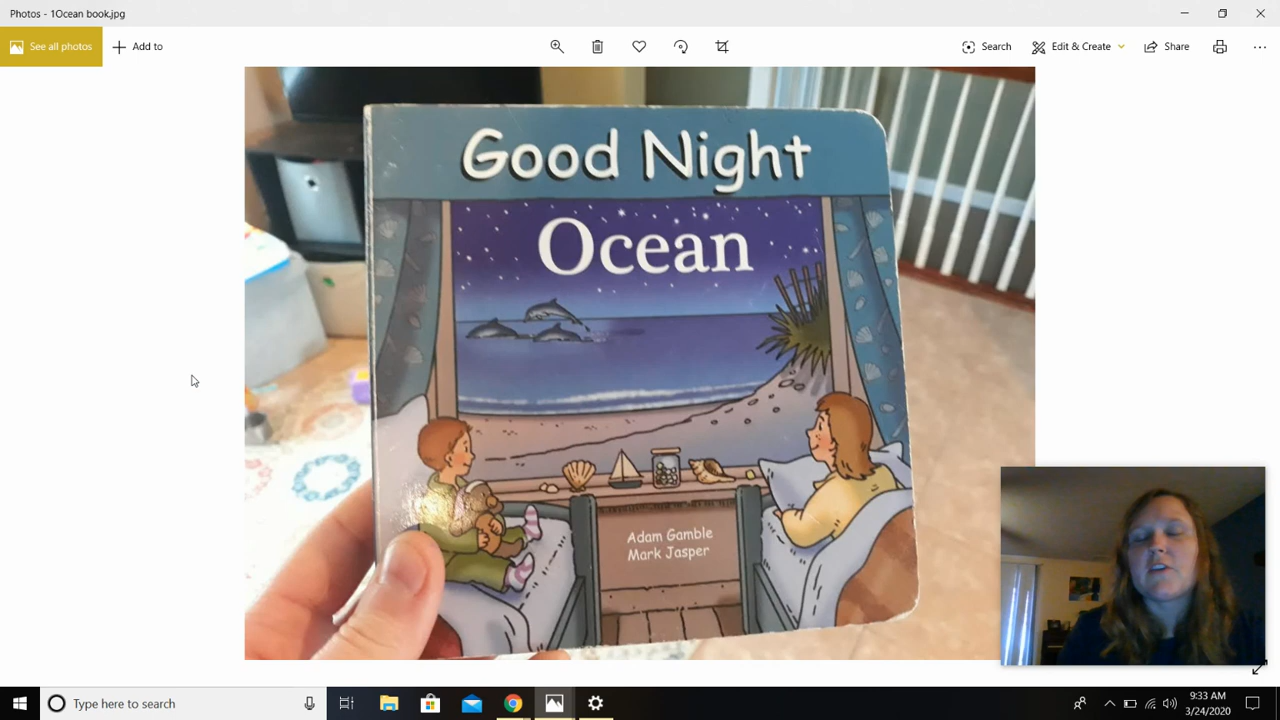 Photos - 1Ocean book.jpg
See all photos
Add to
Search
Edit & Create
Share
Good Night
Ocean
Adam Gamble
Mark Jasper
Type here to search
9:33 AM
3/24/2020